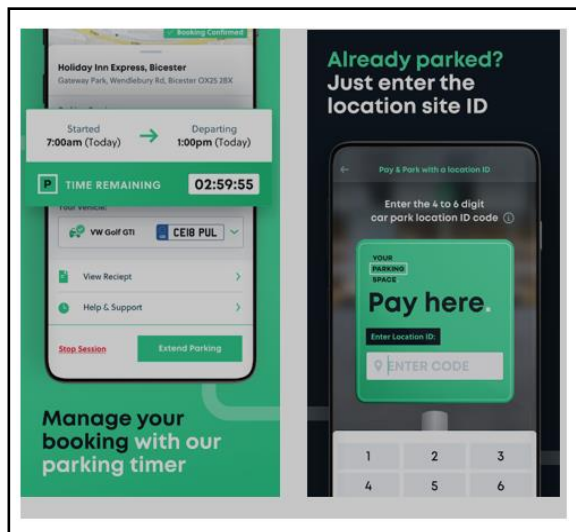 Booking Confirmed
Holiday Inn Express, Bicester
Gateway Park, Wendlebury Rd, Bicester OX25 2BX
Started
Departing
7:00am (Today)
1:00pm (Today)
P TIME REMAINING 02:59:55
Your Vehicle:
VW Golf GTI CE18 PUL
View Reciept
Help & Support
Stop Session
Extend Parking
Manage your
booking with our
parking timer
Already parked?
Just enter the
location site ID
Pay & Park with a location ID
Enter the 4 to 6 digit
car park location ID code
YOUR
PARKING
SPACE
Pay here.
Enter Location ID:
ENTER CODE
1 2 3
4 5 6